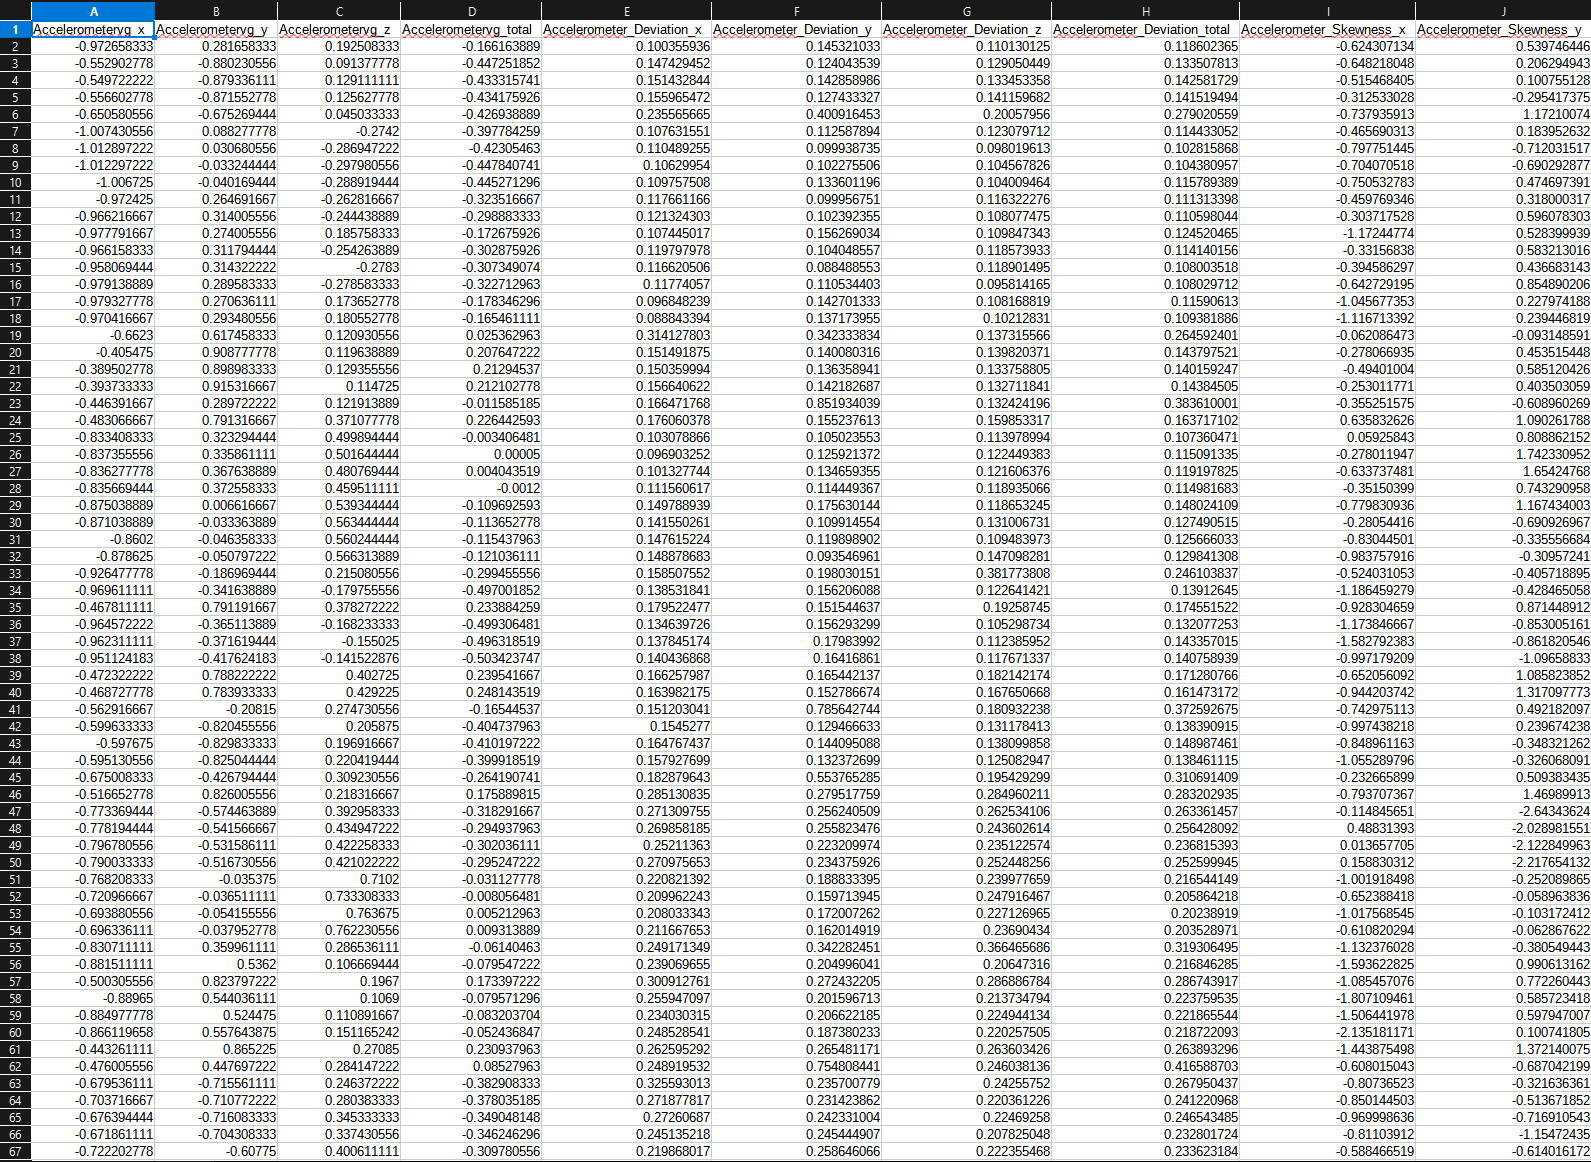 A B C D E F G H I J
1 Accelerometeryg_x Accelerometeryg_y Accelerometeryg_z Accelerometeryg_total Accelerometer_Deviation_x Accelerometer_Deviation_y Accelerometer_Deviation_z Accelerometer_Deviation_total Accelerometer_Skewness_x Accelerometer_Skewness_y
2 -0.972658333 0.281658333 0.192508333 -0.166163889 0.100355936 0.145321033 0.110130125 0.118602365 -0.624307134 0.539746446
3 -0.552902778 -0.880230556 0.091377778 -0.447251852 0.147429452 0.124043539 0.129050449 0.133507813 -0.648218048 0.206294943
4 -0.549722222 -0.879336111 0.129111111 -0.433315741 0.151432844 0.142858986 0.133453358 0.142581729 -0.515468405 0.100755128
5 -0.556602778 -0.871552778 0.125627778 -0.434175926 0.155965472 0.127433327 0.141159682 0.141519494 -0.312533028 -0.295417375
6 -0.650580556 -0.675269444 0.045033333 -0.426938889 0.235565665 0.400916453 0.20057956 0.279020559 -0.737935913 1.17210074
7 -1.007430556 0.088277778 -0.2742 -0.397784259 0.107631551 0.112587894 0.123079712 0.114433052 -0.465690313 0.183952632
8 -1.012897222 0.030680556 -0.286947222 -0.42305463 0.110489255 0.099938735 0.098019613 0.102815868 -0.797751445 -0.712031517
9 -1.012297222 -0.033244444 -0.297980556 -0.447840741 0.10629954 0.102275506 0.104567826 0.104380957 -0.704070518 -0.690292877
10 -1.006725 -0.040169444 -0.288919444 -0.445271296 0.109757508 0.133601196 0.104009464 0.115789389 -0.750532783 0.474697391
11 -0.972425 0.264691667 -0.262816667 -0.323516667 0.117661166 0.099956751 0.116322276 0.111313398 -0.459769346 0.318000317
12 -0.966216667 0.314005556 -0.244438889 -0.298883333 0.121324303 0.102392355 0.108077475 0.110598044 -0.303717528 0.596078303
13 -0.977791667 0.274005556 0.185758333 -0.172675926 0.107445017 0.156269034 0.109847343 0.124520465 -1.17244774 0.528399939
14 -0.966158333 0.311794444 -0.254263889 -0.302875926 0.119797978 0.104048557 0.118573933 0.114140156 -0.33156838 0.583213016
15 -0.958069444 0.314322222 -0.2783 -0.307349074 0.116620506 0.088488553 0.118901495 0.108003518 -0.394586297 0.436683143
16 -0.979138889 0.289583333 -0.278583333 -0.322712963 0.11774057 0.110534403 0.095814165 0.108029712 -0.642729195 0.854890206
17 -0.979327778 0.270636111 0.173652778 -0.178346296 0.096848239 0.142701333 0.108168819 0.11590613 -1.045677353 0.227974188
18 -0.970416667 0.293480556 0.180552778 -0.165461111 0.088843394 0.137173955 0.10212831 0.109381886 -1.116713392 0.239446819
19 -0.6623 0.617458333 0.120930556 0.025362963 0.314127803 0.342333834 0.137315566 0.264592401 -0.062086473 -0.093148591
20 -0.405475 0.908777778 0.119638889 0.207647222 0.151491875 0.140080316 0.139820371 0.143797521 -0.278066935 0.453515448
21 -0.389502778 0.898983333 0.129355556 0.21294537 0.150359994 0.136358941 0.133758805 0.140159247 -0.49401004 0.585120426
22 -0.393733333 0.915316667 0.114725 0.212102778 0.156640622 0.142182687 0.132711841 0.14384505 -0.253011771 0.403503059
23 -0.446391667 0.289722222 0.121913889 -0.011585185 0.166471768 0.851934039 0.132424196 0.383610001 -0.355251575 -0.608960269
24 -0.483066667 0.791316667 0.371077778 0.226442593 0.176060378 0.155237613 0.159853317 0.163717102 0.635832626 1.090261788
25 -0.833408333 0.323294444 0.499894444 -0.003406481 0.103078866 0.105023553 0.113978994 0.107360471 0.05925843 0.808862152
26 -0.837355556 0.335861111 0.501644444 0.00005 0.096903252 0.125921372 0.122449383 0.115091335 -0.278011947 1.742330952
27 -0.836277778 0.367638889 0.480769444 0.004043519 0.101327744 0.134659355 0.121606376 0.119197825 -0.633737481 1.65424768
28 -0.835669444 0.372558333 0.459511111 -0.0012 0.111560617 0.114449367 0.118935066 0.114981683 -0.35150399 0.743290958
29 -0.875038889 0.006616667 0.539344444 -0.109692593 0.149788939 0.175630144 0.118653245 0.148024109 -0.779830936 1.167434003
30 -0.871038889 -0.033363889 0.563444444 -0.113652778 0.141550261 0.109914554 0.131006731 0.127490515 -0.28054416 -0.690926967
31 -0.8602 -0.046358333 0.560244444 -0.115437963 0.147615224 0.119898902 0.109483973 0.125666033 -0.83044501 -0.335556684
32 -0.878625 -0.050797222 0.566313889 -0.121036111 0.148878683 0.093546961 0.147098281 0.129841308 -0.983757916 -0.30957241
33 -0.926477778 -0.186969444 0.215080556 -0.299455556 0.158507552 0.198030151 0.381773808 0.246103837 -0.524031053 -0.405718895
34 -0.969611111 -0.341638889 -0.179755556 -0.497001852 0.138531841 0.156206088 0.122641421 0.13912645 -1.186459279 -0.428465058
35 -0.467811111 0.791191667 0.378272222 0.233884259 0.179522477 0.151544637 0.19258745 0.174551522 -0.928304659 0.871448912
36 -0.964572222 -0.365113889 -0.168233333 -0.499306481 0.134639726 0.156293299 0.105298734 0.132077253 -1.173846667 -0.853005161
37 -0.962311111 -0.371619444 -0.155025 -0.496318519 0.137845174 0.17983992 0.112385952 0.143357015 -1.582792383 -0.861820546
38 -0.951124183 -0.417624183 -0.141522876 -0.503423747 0.140436868 0.16416861 0.117671337 0.140758939 -0.997179209 -1.09658833
39 -0.472322222 0.788222222 0.402725 0.239541667 0.166257987 0.165442137 0.182142174 0.171280766 -0.652056092 1.085823852
40 -0.468727778 0.783933333 0.429225 0.248143519 0.163982175 0.152786674 0.167650668 0.161473172 -0.944203742 1.317097773
41 -0.562916667 -0.20815 0.274730556 -0.16544537 0.151203041 0.785642744 0.180932238 0.372592675 -0.742975113 0.492182097
42 -0.599633333 -0.820455556 0.205875 -0.404737963 0.1545277 0.129466633 0.131178413 0.138390915 -0.997438218 0.239674238
43 -0.597675 -0.829833333 0.196916667 -0.410197222 0.164767437 0.144095088 0.138099858 0.148987461 -0.848961163 -0.348321262
44 -0.595130556 -0.825044444 0.220419444 -0.399918519 0.157927699 0.132372699 0.125082947 0.138461115 -1.055289796 -0.326068091
45 -0.675008333 -0.426794444 0.309230556 -0.264190741 0.182879643 0.553765285 0.195429299 0.310691409 -0.232665899 0.509383435
46 -0.516652778 0.826005556 0.218316667 0.175889815 0.285130835 0.279517759 0.284960211 0.283202935 -0.793707367 1.46989913
47 -0.773369444 -0.574463889 0.392958333 -0.318291667 0.271309755 0.256240509 0.262534106 0.263361457 -0.114845651 -2.64343624
48 -0.778194444 -0.541566667 0.434947222 -0.294937963 0.269858185 0.255823476 0.243602614 0.256428092 0.48831393 -2.028981551
49 -0.796780556 -0.531586111 0.422258333 -0.302036111 0.25211363 0.223209974 0.235122574 0.236815393 0.013657705 -2.122849963
50 -0.790033333 -0.516730556 0.421022222 -0.295247222 0.270975653 0.234375926 0.252448256 0.252599945 0.158830312 -2.217654132
51 -0.768208333 -0.035375 0.7102 -0.031127778 0.220821392 0.188833395 0.239977659 0.216544149 -1.001918498 -0.252089865
52 -0.720966667 -0.036511111 0.733308333 -0.008056481 0.209962243 0.159713945 0.247916467 0.205864218 -0.652388418 -0.058963836
53 -0.693880556 -0.054155556 0.763675 0.005212963 0.208033343 0.172007262 0.227126965 0.20238919 -1.017568545 -0.103172412
54 -0.696336111 -0.037952778 0.762230556 0.009313889 0.211667653 0.162014919 0.23690434 0.203528971 -0.610820294 -0.062867622
55 -0.830711111 0.359961111 0.286536111 -0.06140463 0.249171349 0.342282451 0.366465686 0.319306495 -1.132376028 -0.380549443
56 -0.881511111 0.5362 0.106669444 -0.079547222 0.239069655 0.204996041 0.20647316 0.216846285 -1.593622825 0.990613162
57 -0.500305556 0.823797222 0.1967 0.173397222 0.300912761 0.272432205 0.286886784 0.286743917 -1.085457076 0.772260443
58 -0.88965 0.544036111 0.1069 -0.079571296 0.255947097 0.201596713 0.213734794 0.223759535 -1.807109461 0.585723418
59 -0.884977778 0.524475 0.110891667 -0.083203704 0.234030315 0.206622185 0.224944134 0.221865544 -1.506441978 0.597947007
60 -0.866119658 0.557643875 0.151165242 -0.052436847 0.248528541 0.187380233 0.220257505 0.218722093 -2.135181171 0.100741805
61 -0.443261111 0.865225 0.27085 0.230937963 0.262595292 0.265481171 0.263603426 0.263893296 -1.443875498 1.372140075
62 -0.476005556 0.447697222 0.284147222 0.08527963 0.248919532 0.754808441 0.246038136 0.416588703 -0.608015043 -0.687042199
63 -0.679536111 -0.715561111 0.246372222 -0.382908333 0.325593013 0.235700779 0.24255752 0.267950437 -0.80736523 -0.321636361
64 -0.703716667 -0.710772222 0.280383333 -0.378035185 0.271877817 0.231423862 0.220361226 0.241220968 -0.850144503 -0.513671852
65 -0.676394444 -0.716083333 0.345333333 -0.349048148 0.27260687 0.242331004 0.22469258 0.246543485 -0.969998636 -0.716910543
66 -0.671861111 -0.704308333 0.337430556 -0.346246296 0.245135218 0.245444907 0.207825048 0.232801724 -0.81103912 -1.15472435
67 -0.722202778 -0.60775 0.400611111 -0.309780556 0.219868017 0.258646066 0.222355468 0.233623184 -0.588466519 -0.614016172